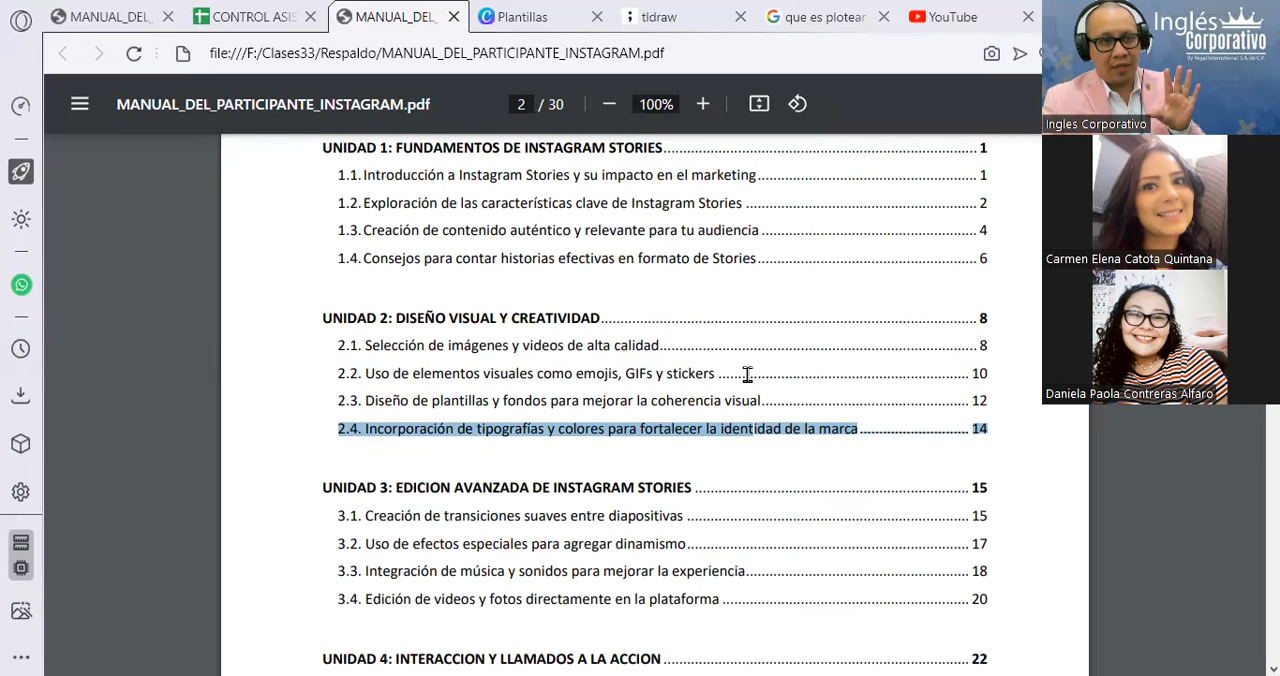 MANUAL_DEL_
CONTROL ASIS
MANUAL_DEL_
Plantillas
tldraw
que es plotear
YouTube
file:///F:/Clases33/Respaldo/MANUAL_DEL_PARTICIPANTE_INSTAGRAM.pdf
MANUAL_DEL_PARTICIPANTE_INSTAGRAM.pdf
2 / 30
100%
UNIDAD 1: FUNDAMENTOS DE INSTAGRAM STORIES 1
1.1. Introducción a Instagram Stories y su impacto en el marketing 1
1.2. Exploración de las características clave de Instagram Stories 2
1.3. Creación de contenido auténtico y relevante para tu audiencia 4
1.4. Consejos para contar historias efectivas en formato de Stories 6
UNIDAD 2: DISEÑO VISUAL Y CREATIVIDAD 8
2.1. Selección de imágenes y videos de alta calidad 8
2.2. Uso de elementos visuales como emojis, GIFs y stickers 10
2.3. Diseño de plantillas y fondos para mejorar la coherencia visual 12
2.4. Incorporación de tipografías y colores para fortalecer la identidad de la marca 14
UNIDAD 3: EDICION AVANZADA DE INSTAGRAM STORIES 15
3.1. Creación de transiciones suaves entre diapositivas 15
3.2. Uso de efectos especiales para agregar dinamismo 17
3.3. Integración de música y sonidos para mejorar la experiencia 18
3.4. Edición de videos y fotos directamente en la plataforma 20
UNIDAD 4: INTERACCION Y LLAMADOS A LA ACCION 22
Inglés
Corporativo
By Regal International, S.A. de C.V.
Ingles Corporativo
Carmen Elena Catota Quintana
Daniela Paola Contreras Alfaro